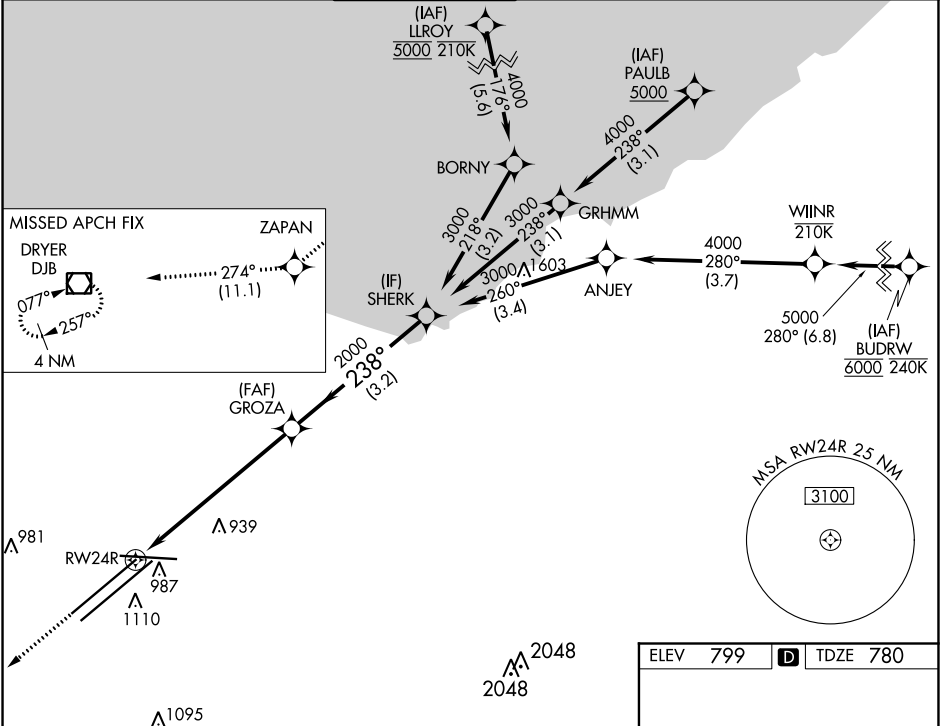 (IAF)
LLROY
5000 210K
4000
176°
(5.6)
(IAF)
PAULB
5000
4000
238°
(3.1)
BORNY
GRHMM
3000
218°
(3.2)
3000
238°
(3.1)
WIINR
210K
MISSED APCH FIX
DRYER
DJB
ZAPAN
274°
(11.1)
077°
257°
4 NM
(IF)
SHERK
3000
260°
(3.4)
1603
ANJEY
4000
280°
(3.7)
5000
280° (6.8)
(IAF)
BUDRW
6000 240K
2000
238°
(3.2)
(FAF)
GROZA
MSA RW24R 25 NM
3100
939
981
RW24R
987
1110
2048
2048
1095
ELEV 799 D TDZE 780